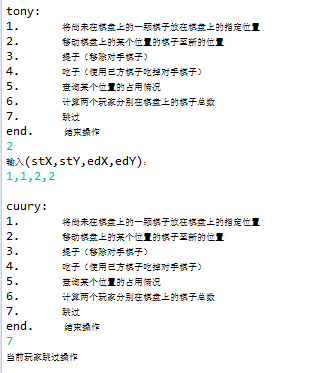 tony:
1. 将尚未在棋盘上的一颗棋子放在棋盘上的指定位置
2. 移动棋盘上的某个位置的棋子至新的位置
3. 提子（移除对手棋子）
4. 吃子（使用己方棋子吃掉对手棋子）
5. 查询某个位置的占用情况
6. 计算两个玩家分别在棋盘上的棋子总数
7. 跳过
end. 结束操作
2
输入(stX,stY,edX,edY)：
1,1,2,2
cuury:
1. 将尚未在棋盘上的一颗棋子放在棋盘上的指定位置
2. 移动棋盘上的某个位置的棋子至新的位置
3. 提子（移除对手棋子）
4. 吃子（使用己方棋子吃掉对手棋子）
5. 查询某个位置的占用情况
6. 计算两个玩家分别在棋盘上的棋子总数
7. 跳过
end. 结束操作
7
当前玩家跳过操作